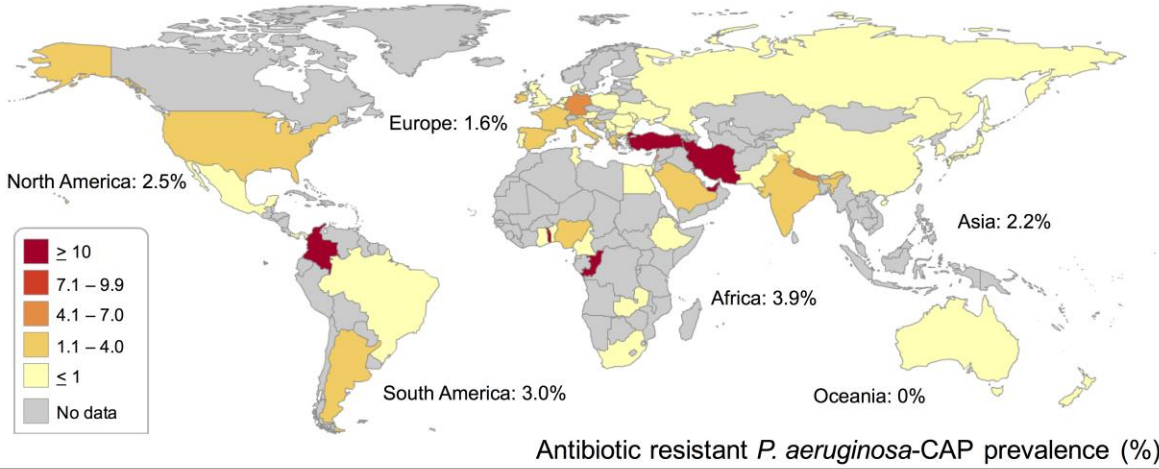 Europe: 1.6%
North America: 2.5%
Asia: 2.2%
Africa: 3.9%
South America: 3.0%
Oceania: 0%
≥ 10
7.1 – 9.9
4.1 – 7.0
1.1 – 4.0
≤ 1
No data
Antibiotic resistant P. aeruginosa-CAP prevalence (%)